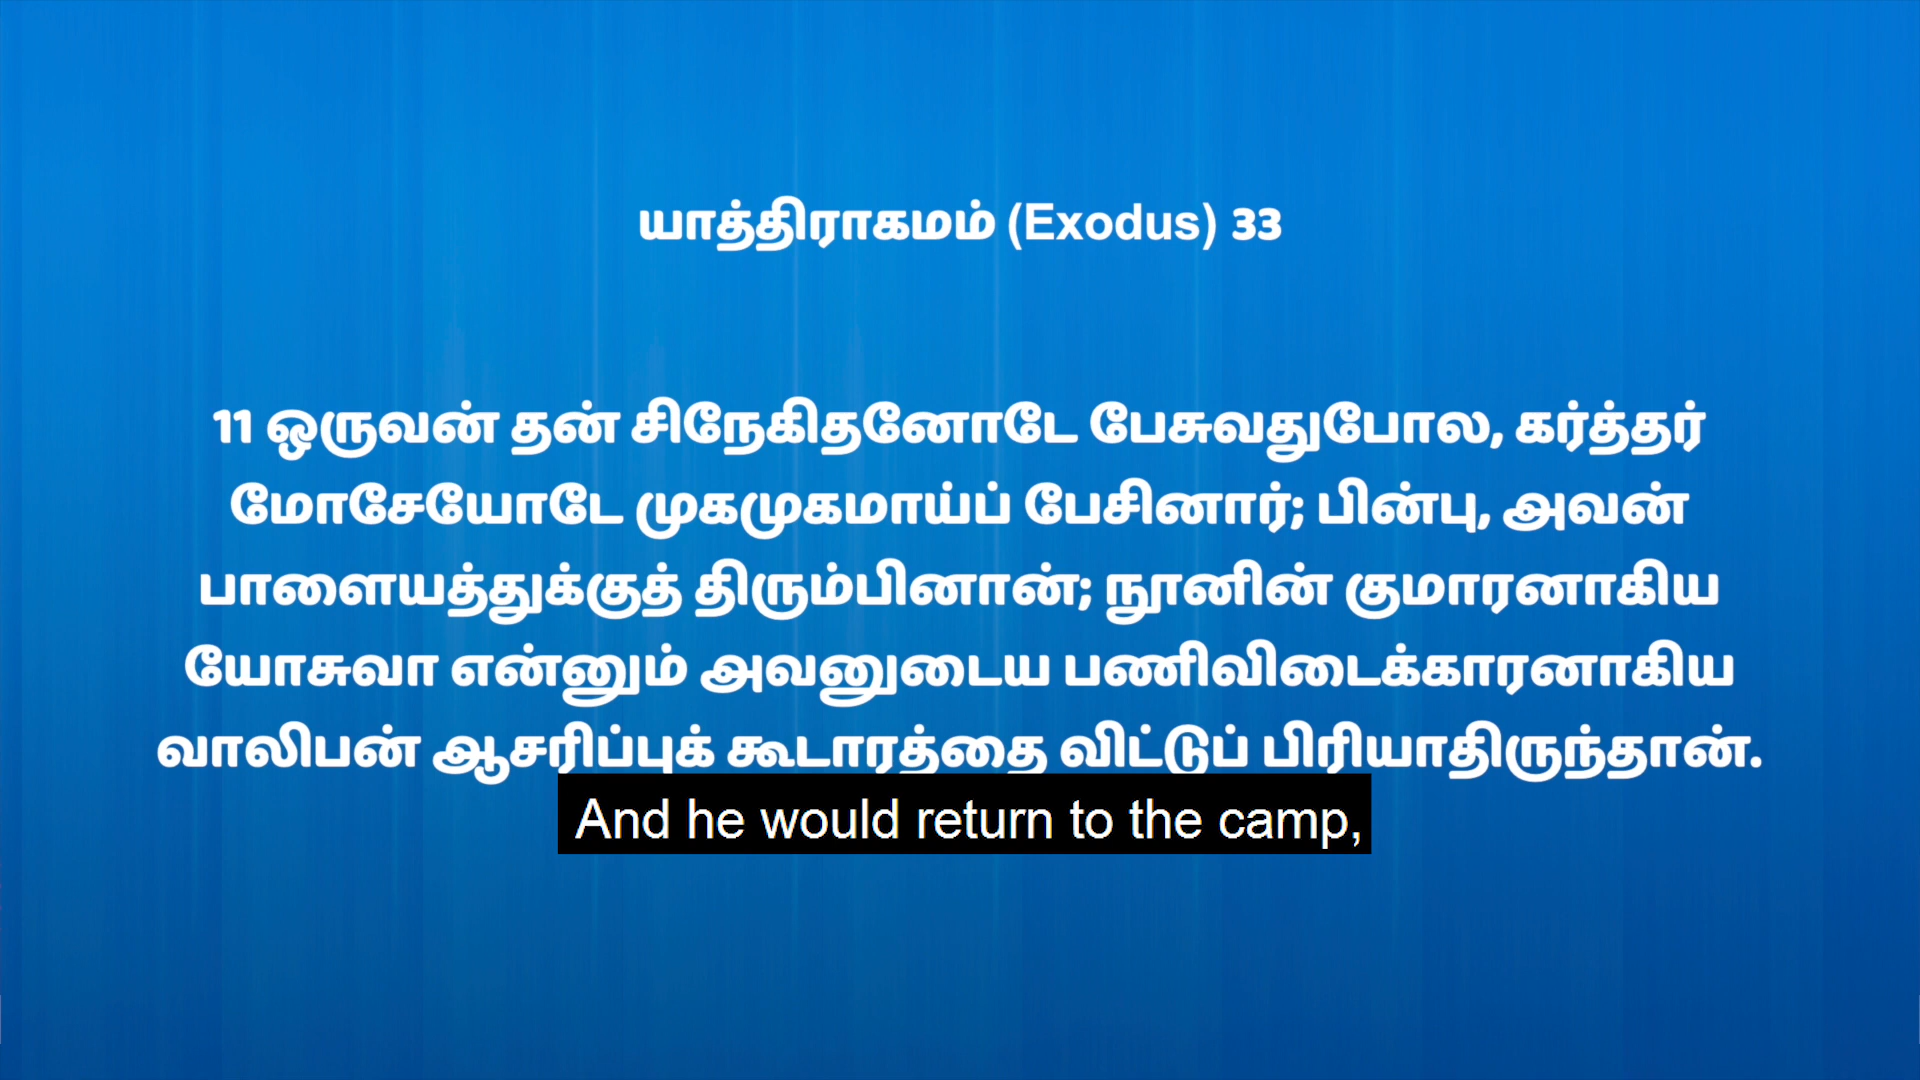 யாத்திராகமம் (Exodus) 33
11 ஒருவன் தன் சிநேகிதனோடே பேசுவதுபோல, கர்த்தர்
மோசேயோடே முகமுகமாய்ப் பேசினார்; பின்பு, அவன்
பாளையத்துக்குத் திரும்பினான்; நூனின் குமாரனாகிய
யோசுவா என்னும் அவனுடைய பணிவிடைக்காரனாகிய
வாலிபன் ஆசரிப்புக் கூடாரத்தை விட்டுப் பிரியாதிருந்தான்.
And he would return to the camp,